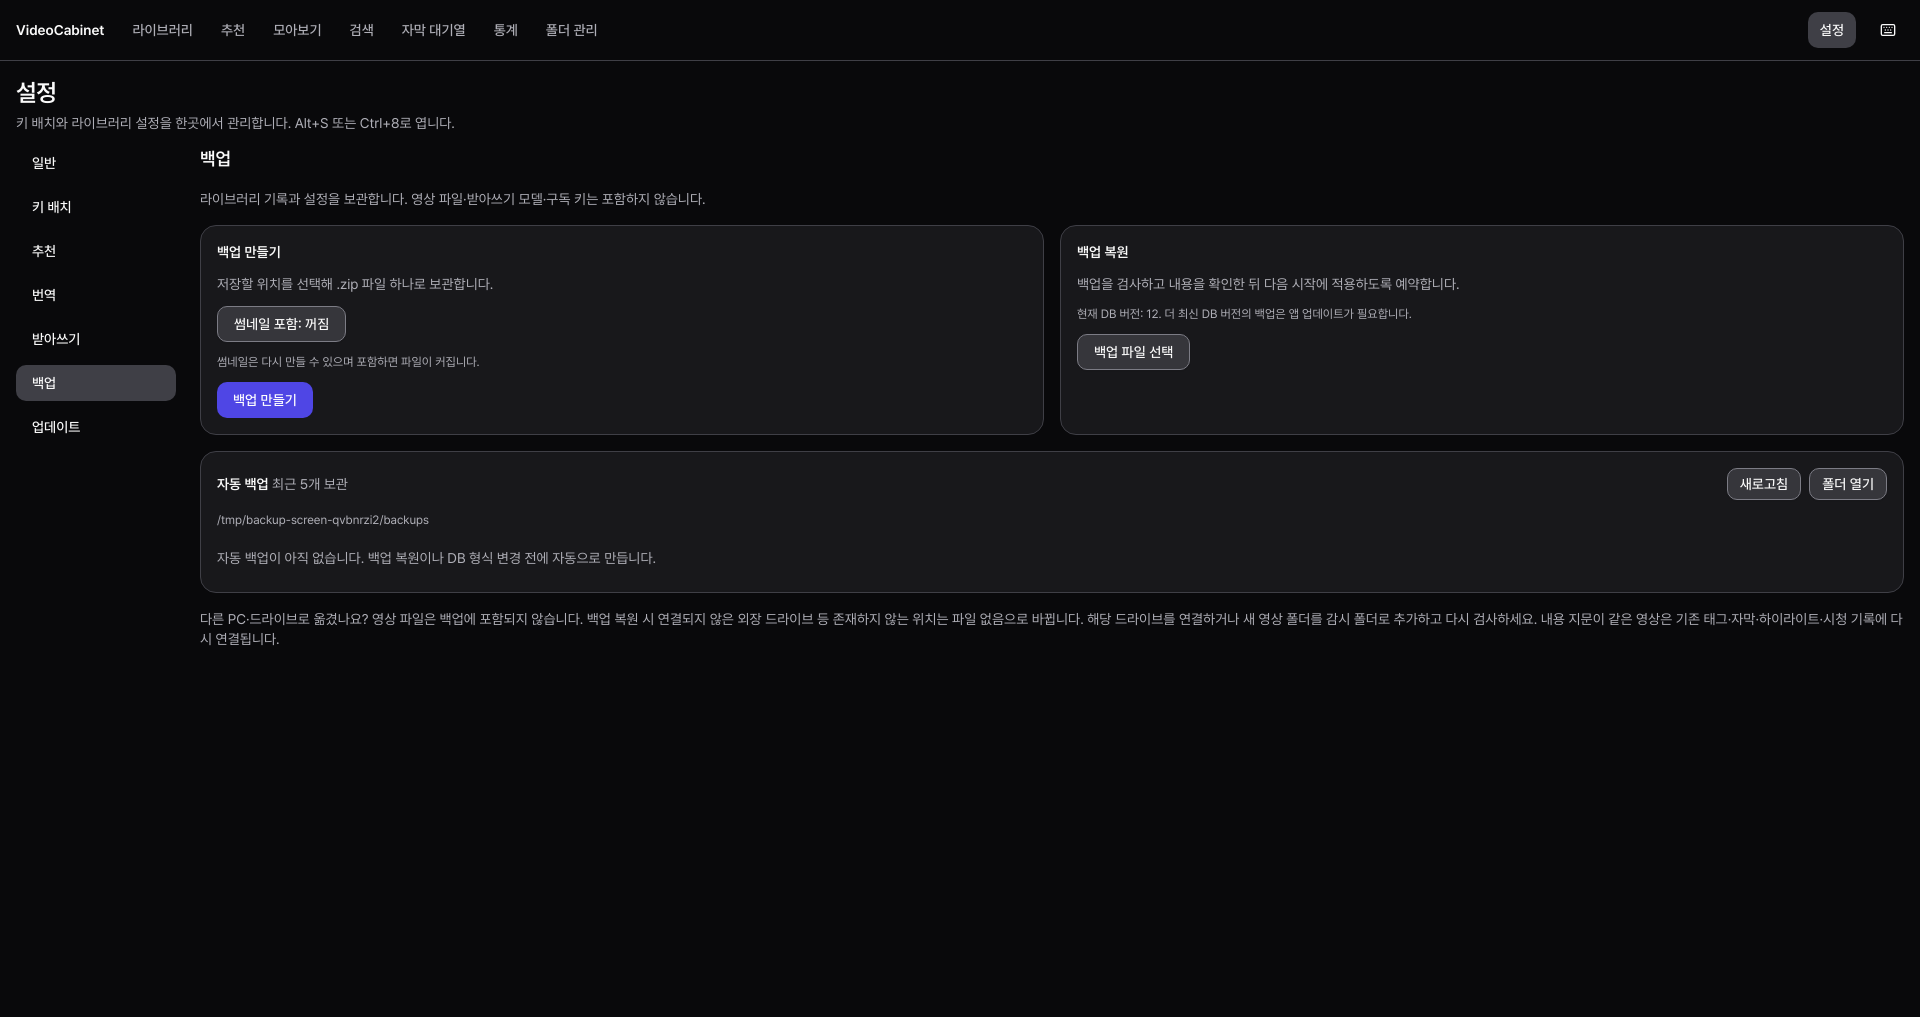 VideoCabinet 라이브러리 추천 모아보기 검색 자막 대기열 통계 폴더 관리 설정
설정
키 배치와 라이브러리 설정을 한곳에서 관리합니다. Alt+S 또는 Ctrl+8로 엽니다.
일반
키 배치
추천
번역
받아쓰기
백업
업데이트
백업
라이브러리 기록과 설정을 보관합니다. 영상 파일·받아쓰기 모델·구독 키는 포함하지 않습니다.
백업 만들기
저장할 위치를 선택해 .zip 파일 하나로 보관합니다.
썸네일 포함: 꺼짐
썸네일은 다시 만들 수 있으며 포함하면 파일이 커집니다.
백업 만들기
백업 복원
백업을 검사하고 내용을 확인한 뒤 다음 시작에 적용하도록 예약합니다.
현재 DB 버전: 12. 더 최신 DB 버전의 백업은 앱 업데이트가 필요합니다.
백업 파일 선택
자동 백업 최근 5개 보관 새로고침 폴더 열기
/tmp/backup-screen-qvbnrzi2/backups
자동 백업이 아직 없습니다. 백업 복원이나 DB 형식 변경 전에 자동으로 만듭니다.
다른 PC·드라이브로 옮겼나요? 영상 파일은 백업에 포함되지 않습니다. 백업 복원 시 연결되지 않은 외장 드라이브 등 존재하지 않는 위치는 파일 없음으로 바뀝니다. 해당 드라이브를 연결하거나 새 영상 폴더를 감시 폴더로 추가하고 다시 검사하세요. 내용 지문이 같은 영상은 기존 태그·자막·하이라이트·시청 기록에 다
시 연결됩니다.